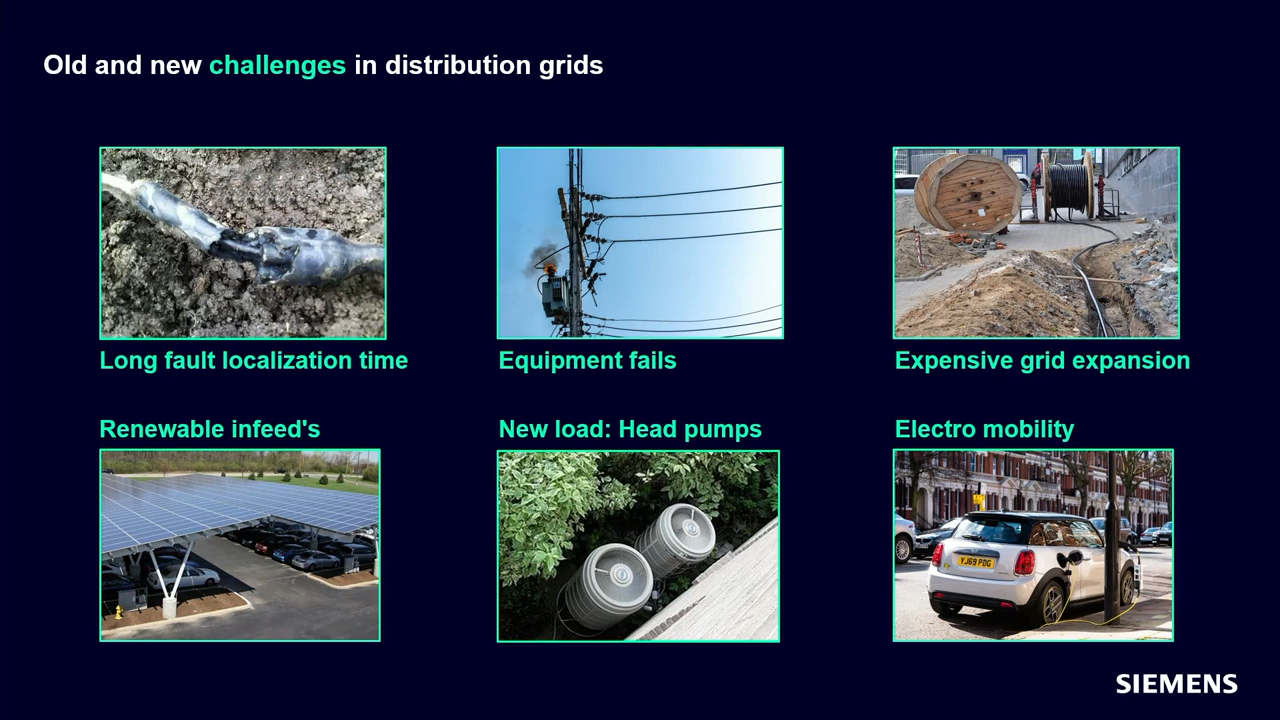 Old and new challenges in distribution grids
Long fault localization time
Equipment fails
Expensive grid expansion
Renewable infeed's
New load: Head pumps
Electro mobility
YJ69 PDG
SIEMENS